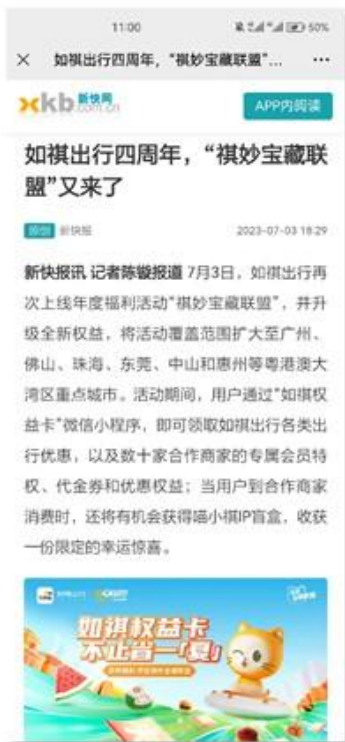 11:00
50%
× 如祺出行四周年，“祺妙宝藏联盟”... •••
xkb 新快网
.com.cn
APP内阅读
如祺出行四周年，“祺妙宝藏联
盟”又来了
原创 新快报 2023-07-03 18:29
新快报讯 记者陈镟报道 7月3日，如祺出行再
次上线年度福利活动“祺妙宝藏联盟”，并升
级全新权益，将活动覆盖范围扩大至广州、
佛山、珠海、东莞、中山和惠州等粤港澳大
湾区重点城市。活动期间，用户通过“如祺权
益卡”微信小程序，即可领取如祺出行各类出
行优惠，以及数十家合作商家的专属会员特
权、代金券和优惠权益；当用户到合作商家
消费时，还将有机会获得喵小祺IP盲盒，收获
一份限定的幸运惊喜。
如祺权益卡
不止省一「夏」